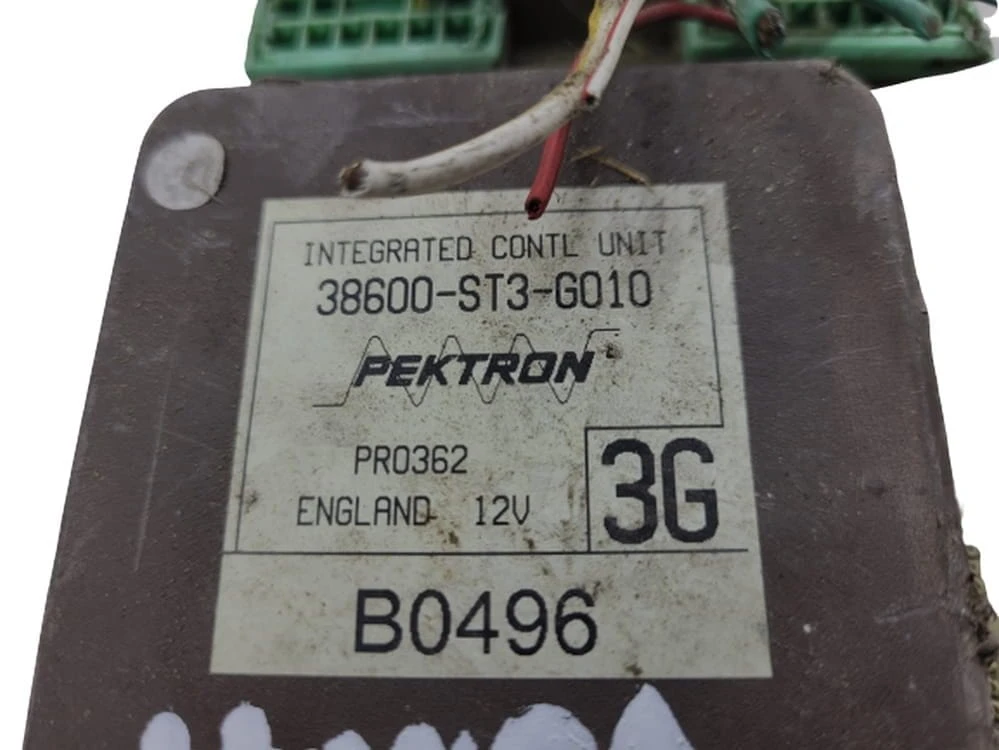 INTEGRATED CONTL UNIT
38600-ST3-G010
PEKTRON
PR0362
ENGLAND 12V
3G
B0496